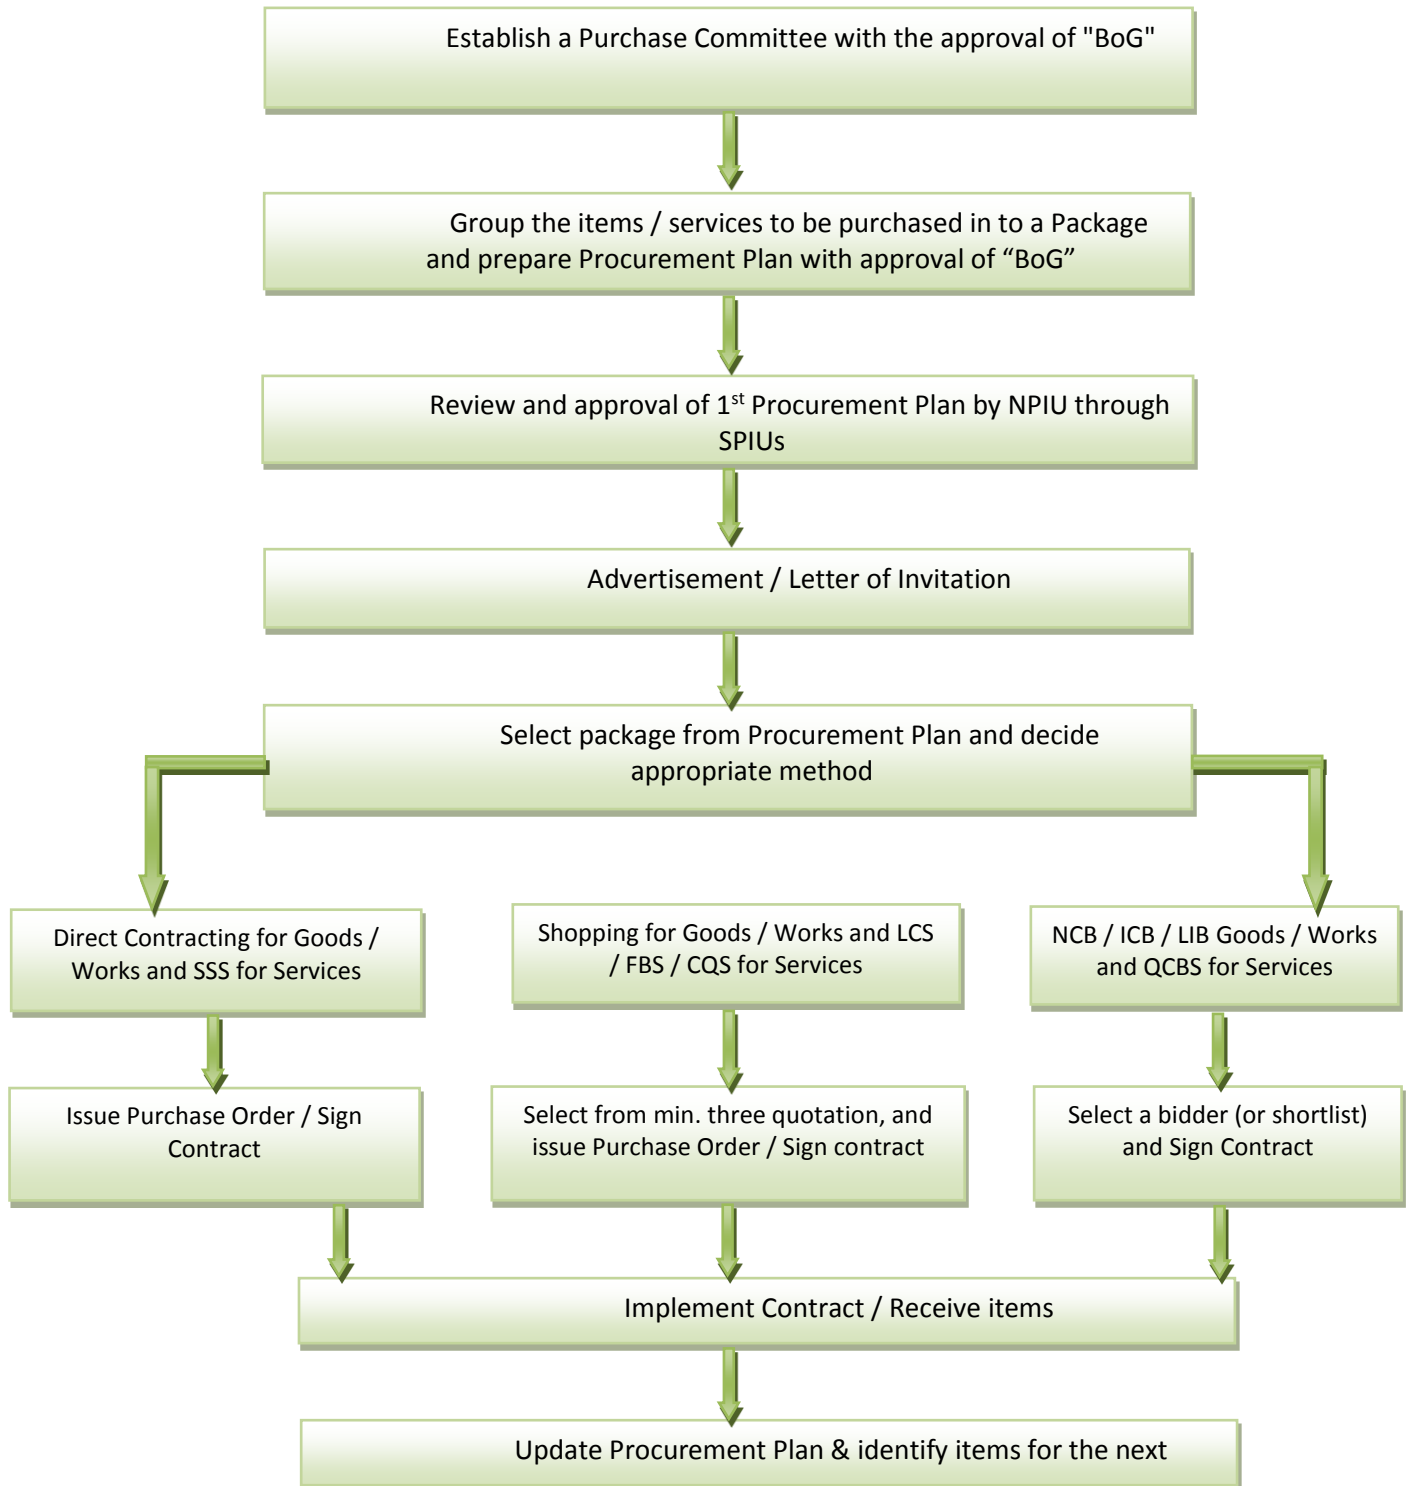 Establish a Purchase Committee with the approval of "BoG"
Group the items / services to be purchased in to a Package
and prepare Procurement Plan with approval of “BoG”
Review and approval of 1st Procurement Plan by NPIU through
SPIUs
Advertisement / Letter of Invitation
Select package from Procurement Plan and decide
appropriate method
Direct Contracting for Goods /
Works and SSS for Services
Shopping for Goods / Works and LCS
/ FBS / CQS for Services
NCB / ICB / LIB Goods / Works
and QCBS for Services
Issue Purchase Order / Sign
Contract
Select from min. three quotation, and
issue Purchase Order / Sign contract
Select a bidder (or shortlist)
and Sign Contract
Implement Contract / Receive items
Update Procurement Plan & identify items for the next